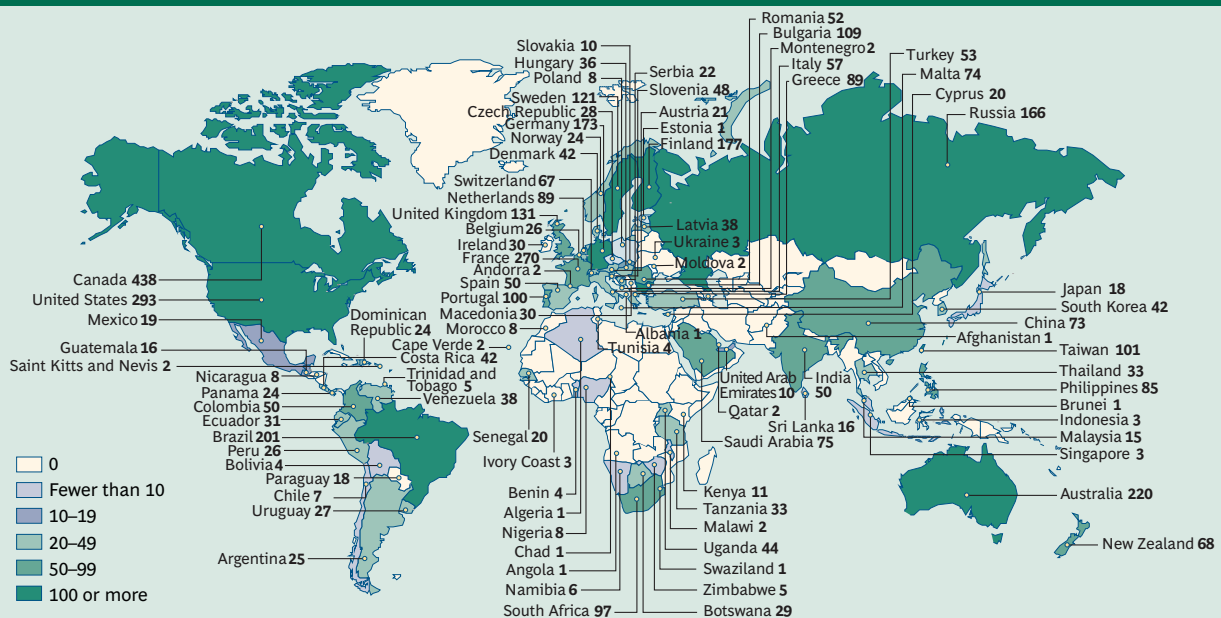 Romania 52
Bulgaria 109
Montenegro 2
Italy 57
Greece 89
Turkey 53
Malta 74
Cyprus 20
Russia 166
Slovakia 10
Hungary 36
Poland 8
Sweden 121
Czech Republic 28
Germany 173
Norway 24
Denmark 42
Serbia 22
Slovenia 48
Austria 21
Estonia 1
Finland 177
Switzerland 67
Netherlands 89
United Kingdom 131
Belgium 26
Ireland 30
France 270
Andorra 2
Spain 50
Portugal 100
Macedonia 30
Morocco 8
Cape Verde 2
Latvia 38
Ukraine 3
Moldova 2
Albania 1
Tunisia 4
Canada 438
United States 293
Mexico 19
Guatemala 16
Saint Kitts and Nevis 2
Dominican
Republic 24
Costa Rica 42
Trinidad and
Tobago 5
Venezuela 38
Nicaragua 8
Panama 24
Colombia 50
Ecuador 31
Brazil 201
Peru 26
Bolivia 4
Paraguay 18
Chile 7
Uruguay 27
Argentina 25
Senegal 20
Ivory Coast 3
Benin 4
Algeria 1
Nigeria 8
Chad 1
Angola 1
Namibia 6
South Africa 97
Kenya 11
Tanzania 33
Malawi 2
Uganda 44
Swaziland 1
Zimbabwe 5
Botswana 29
United Arab
Emirates 10
Qatar 2
Saudi Arabia 75
India
50
Sri Lanka 16
Japan 18
South Korea 42
China 73
Afghanistan 1
Taiwan 101
Thailand 33
Philippines 85
Brunei 1
Indonesia 3
Malaysia 15
Singapore 3
Australia 220
New Zealand 68
0
Fewer than 10
10–19
20–49
50–99
100 or more